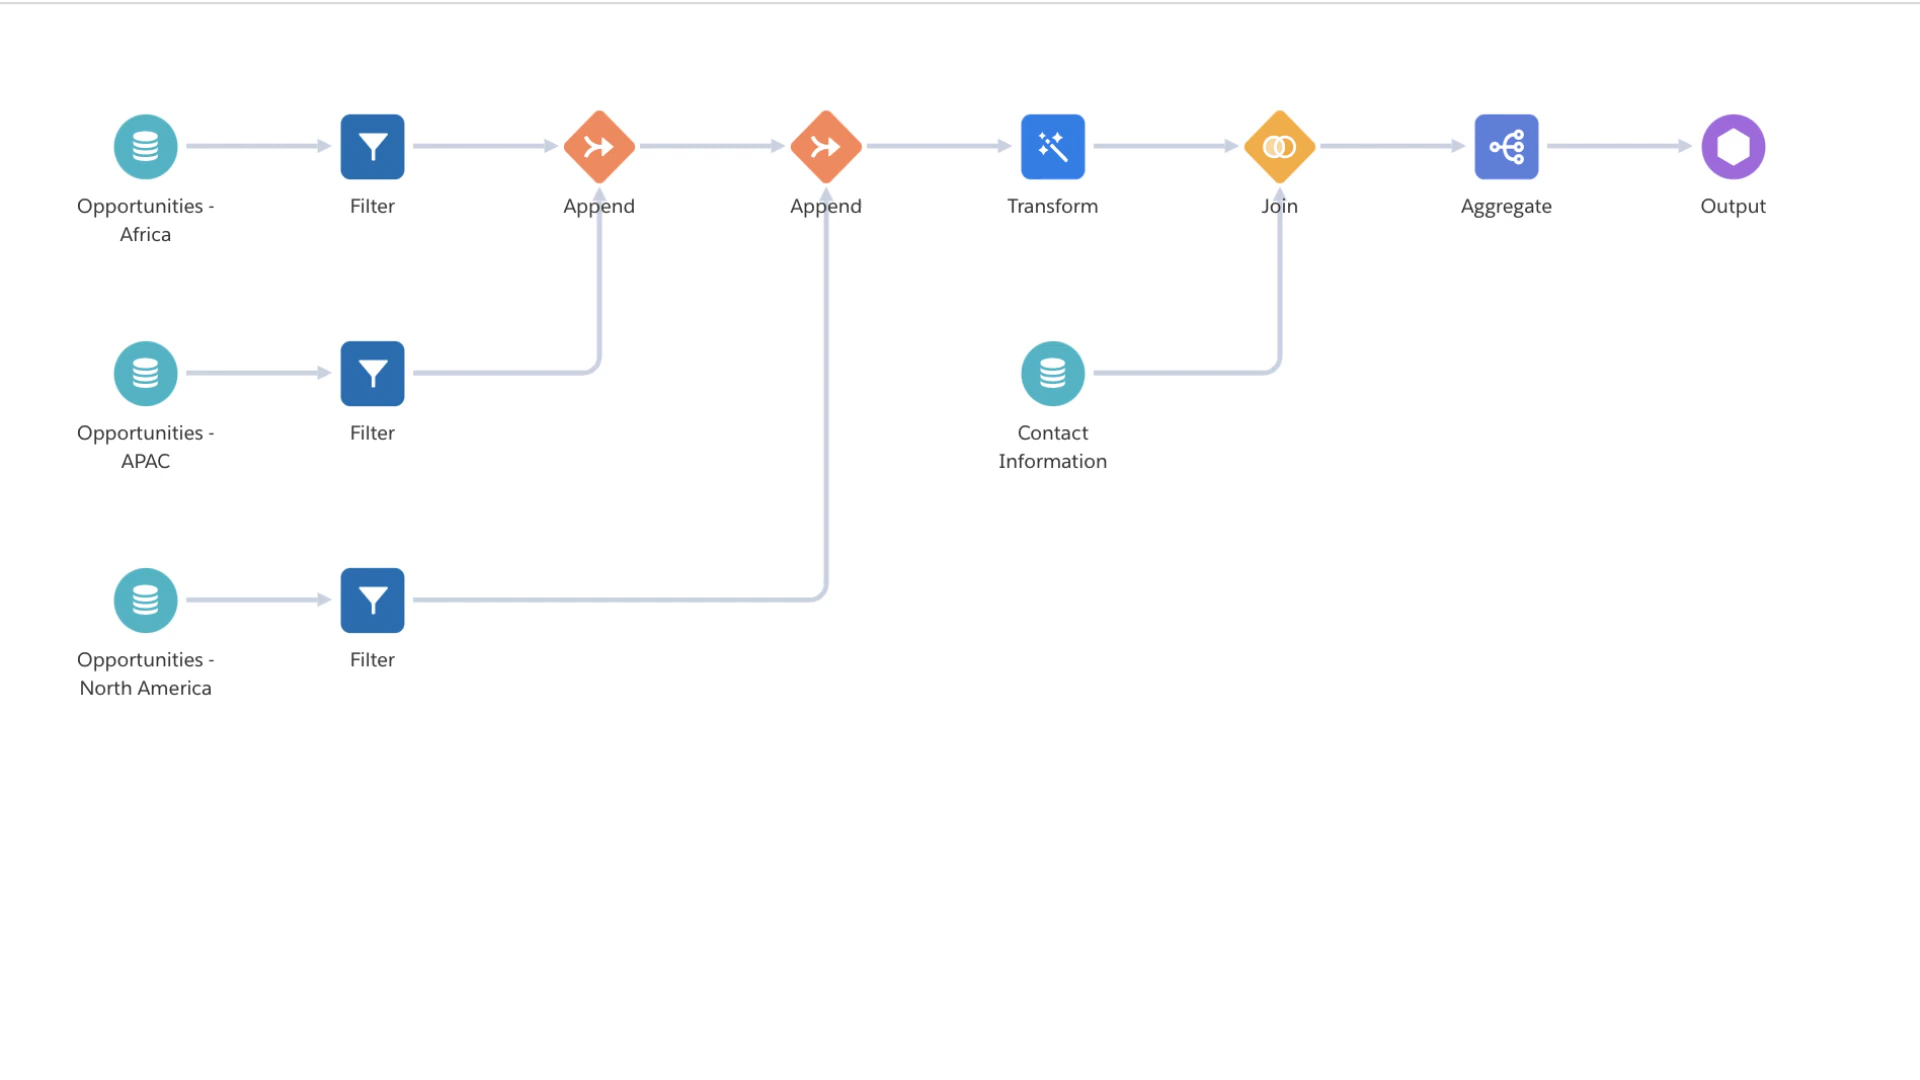 Opportunities -
Africa
Filter
Append
Append
Transform
Join
Aggregate
Output
Opportunities -
APAC
Filter
Contact
Information
Opportunities -
North America
Filter